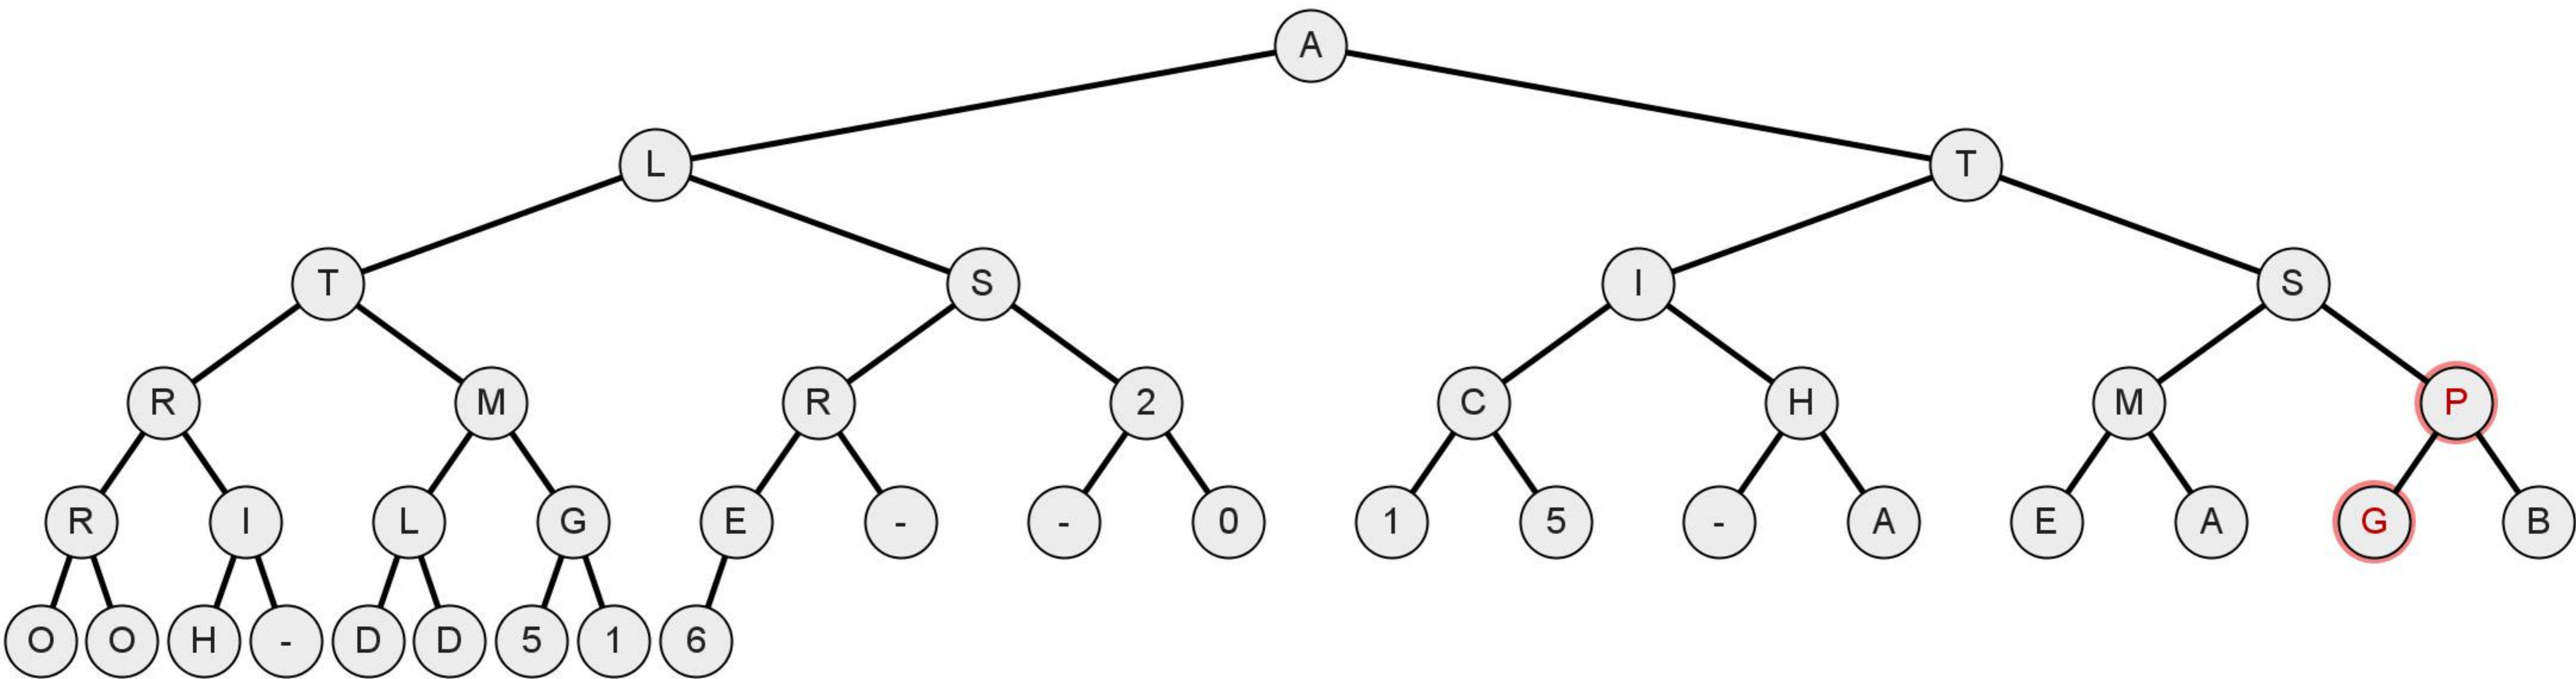 A
L T
T S I S
R M R 2 C H M P
R I L G E - - 0 1 5 - A E A G B
O O H - D D 5 1 6